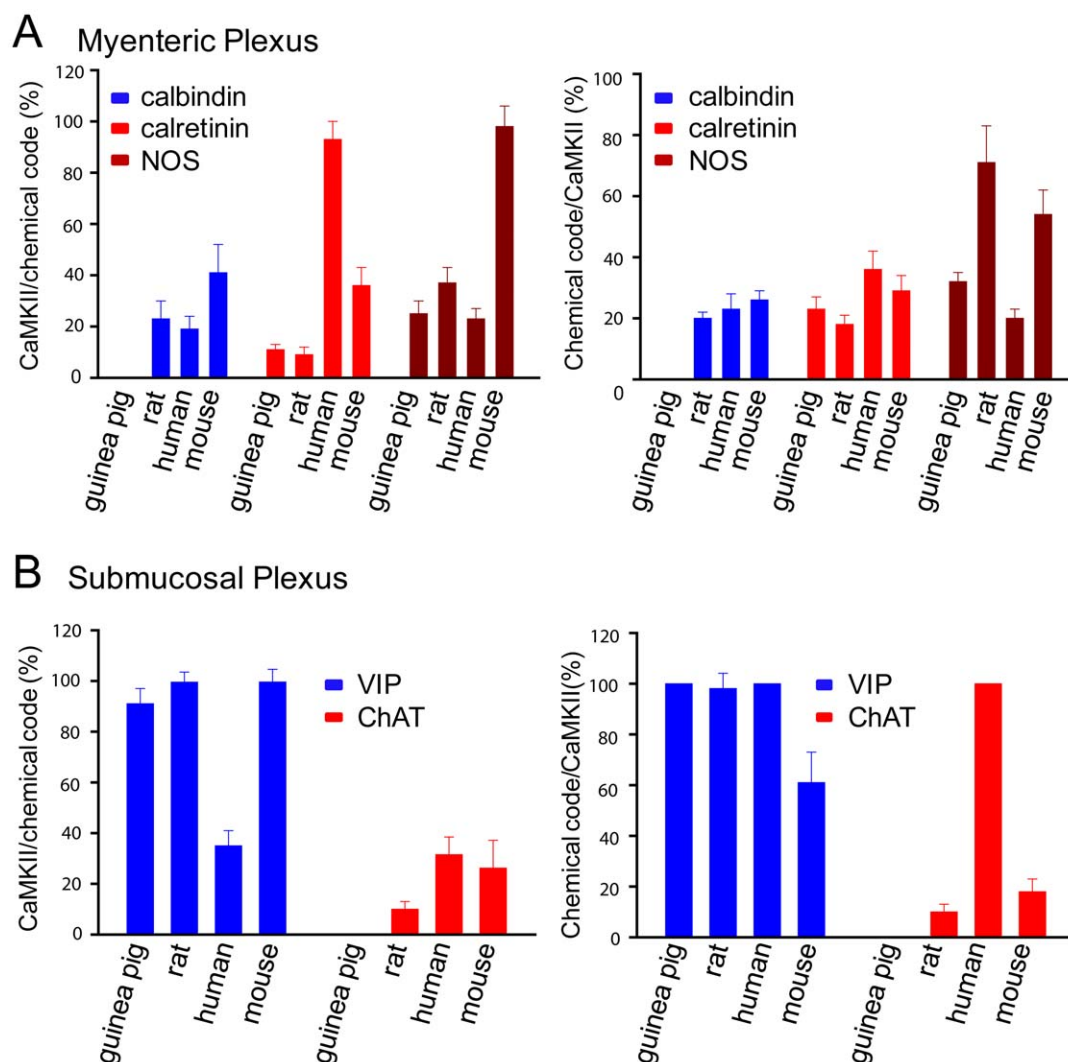 A Myenteric Plexus
CaMKII/chemical code (%)
120
100
80
60
40
20
0
calbindin
calretinin
NOS
guinea pig
rat
human
mouse
guinea pig
rat
human
mouse
guinea pig
rat
human
mouse
Chemical code/CaMKII (%)
100
80
60
40
20
0
calbindin
calretinin
NOS
guinea pig
rat
human
mouse
guinea pig
rat
human
mouse
guinea pig
rat
human
mouse
B Submucosal Plexus
CaMKII/chemical code (%)
120
100
80
60
40
20
0
VIP
ChAT
guinea pig
rat
human
mouse
guinea pig
rat
human
mouse
Chemical code/CaMKII(%)
120
100
80
60
40
20
0
VIP
ChAT
guinea pig
rat
human
mouse
guinea pig
rat
human
mouse